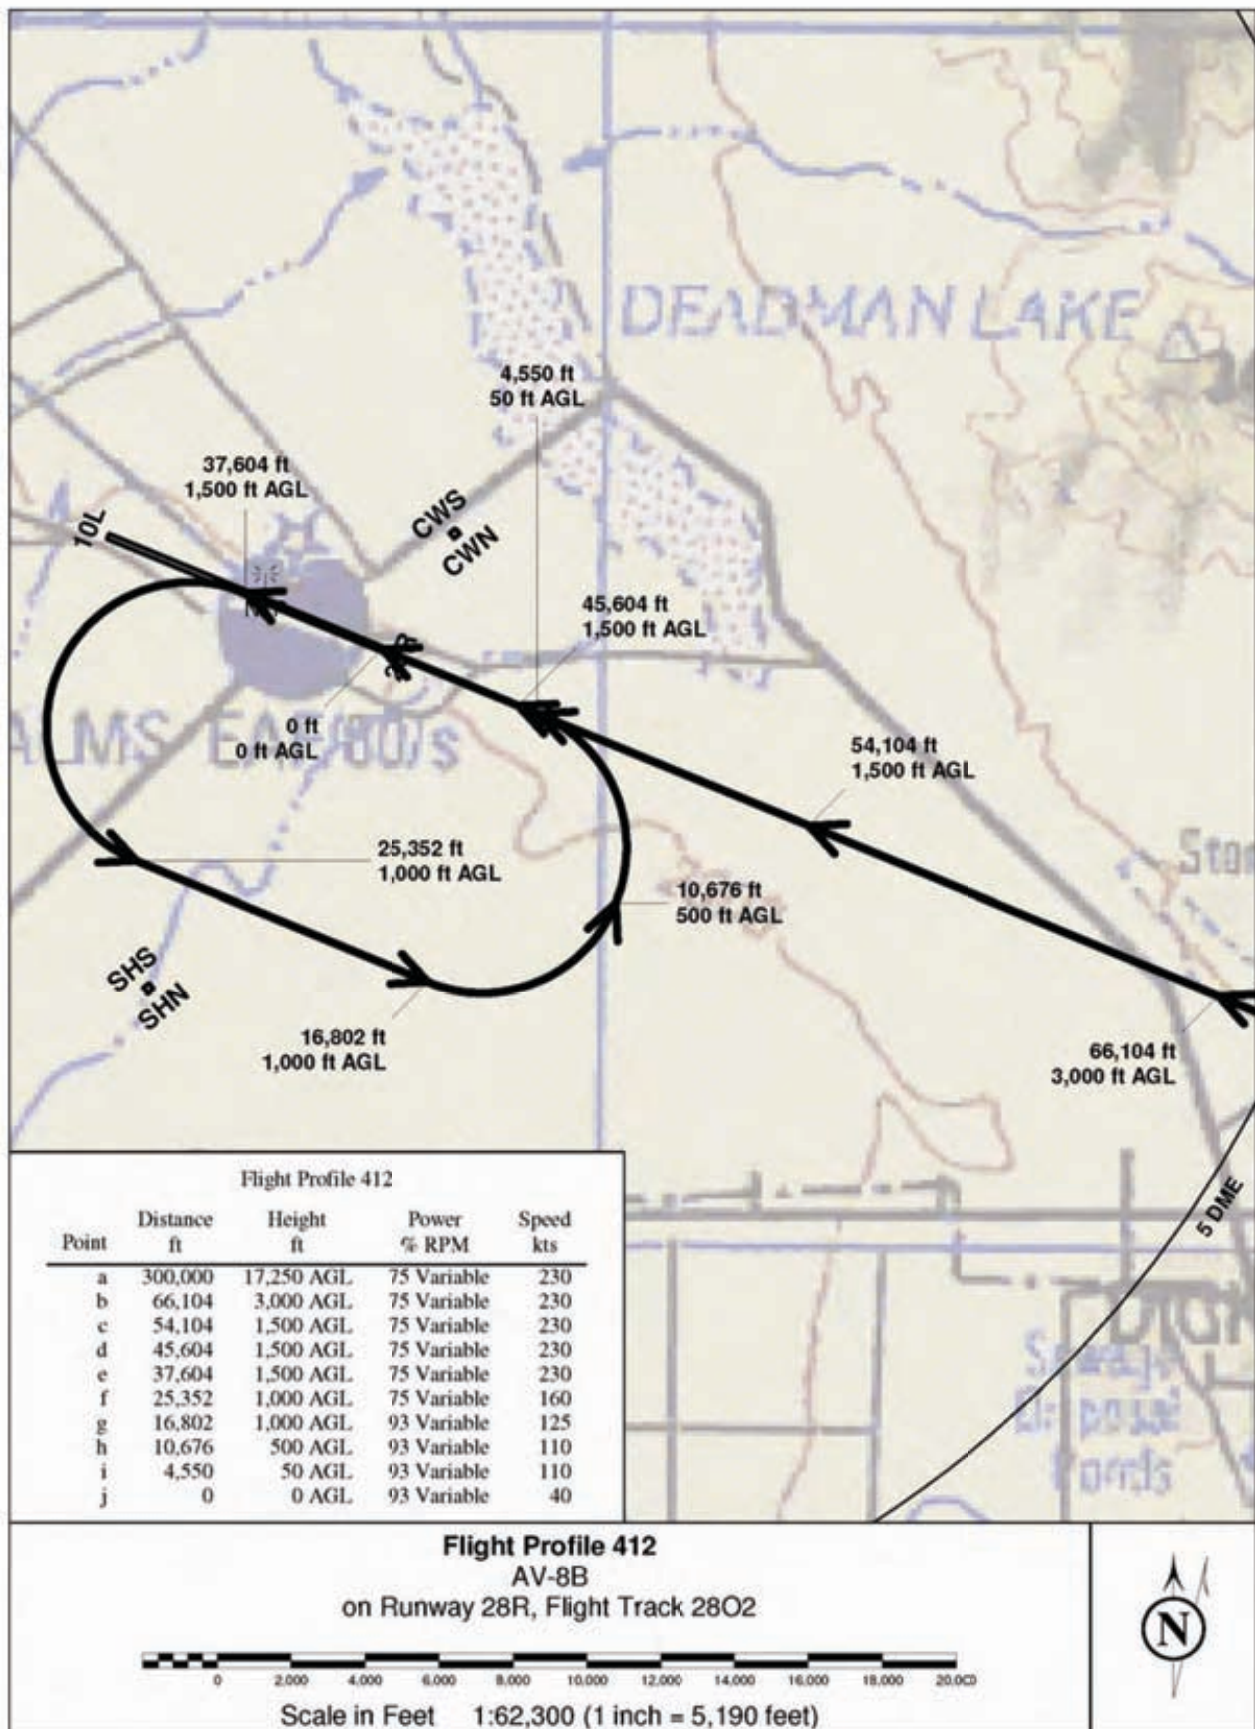 DEADMAN LAKE
4,550 ft
50 ft AGL
37,604 ft
1,500 ft AGL
10L
CWS
CWN
45,604 ft
1,500 ft AGL
0 ft
0 ft AGL
54,104 ft
1,500 ft AGL
25,352 ft
1,000 ft AGL
10,676 ft
500 ft AGL
SHS
SHN
16,802 ft
1,000 ft AGL
66,104 ft
3,000 ft AGL
5 DME
Flight Profile 412
Distance Height Power Speed
Point ft ft % RPM kts
a 300,000 17,250 AGL 75 Variable 230
b 66,104 3,000 AGL 75 Variable 230
c 54,104 1,500 AGL 75 Variable 230
d 45,604 1,500 AGL 75 Variable 230
e 37,604 1,500 AGL 75 Variable 230
f 25,352 1,000 AGL 75 Variable 160
g 16,802 1,000 AGL 93 Variable 125
h 10,676 500 AGL 93 Variable 110
i 4,550 50 AGL 93 Variable 110
j 0 0 AGL 93 Variable 40
Flight Profile 412
AV-8B
on Runway 28R, Flight Track 28O2
0 2,000 4,000 6,000 8,000 10,000 12,000 14,000 16,000 18,000 20,000
Scale in Feet 1:62,300 (1 inch = 5,190 feet)
N